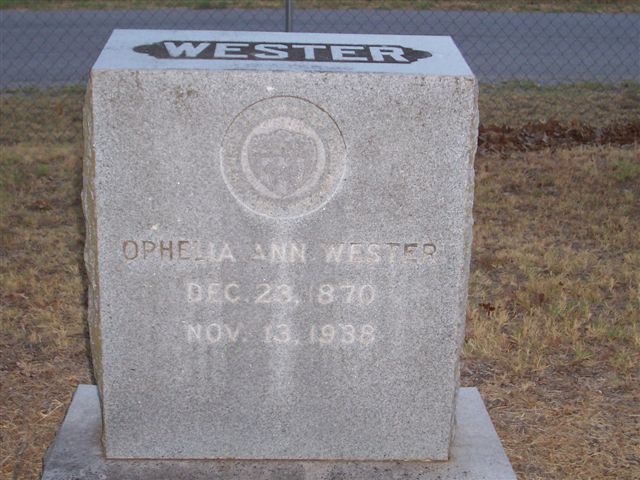 WESTER
OPHELIA ANN WESTER
DEC. 23, 1870
NOV. 13, 1938